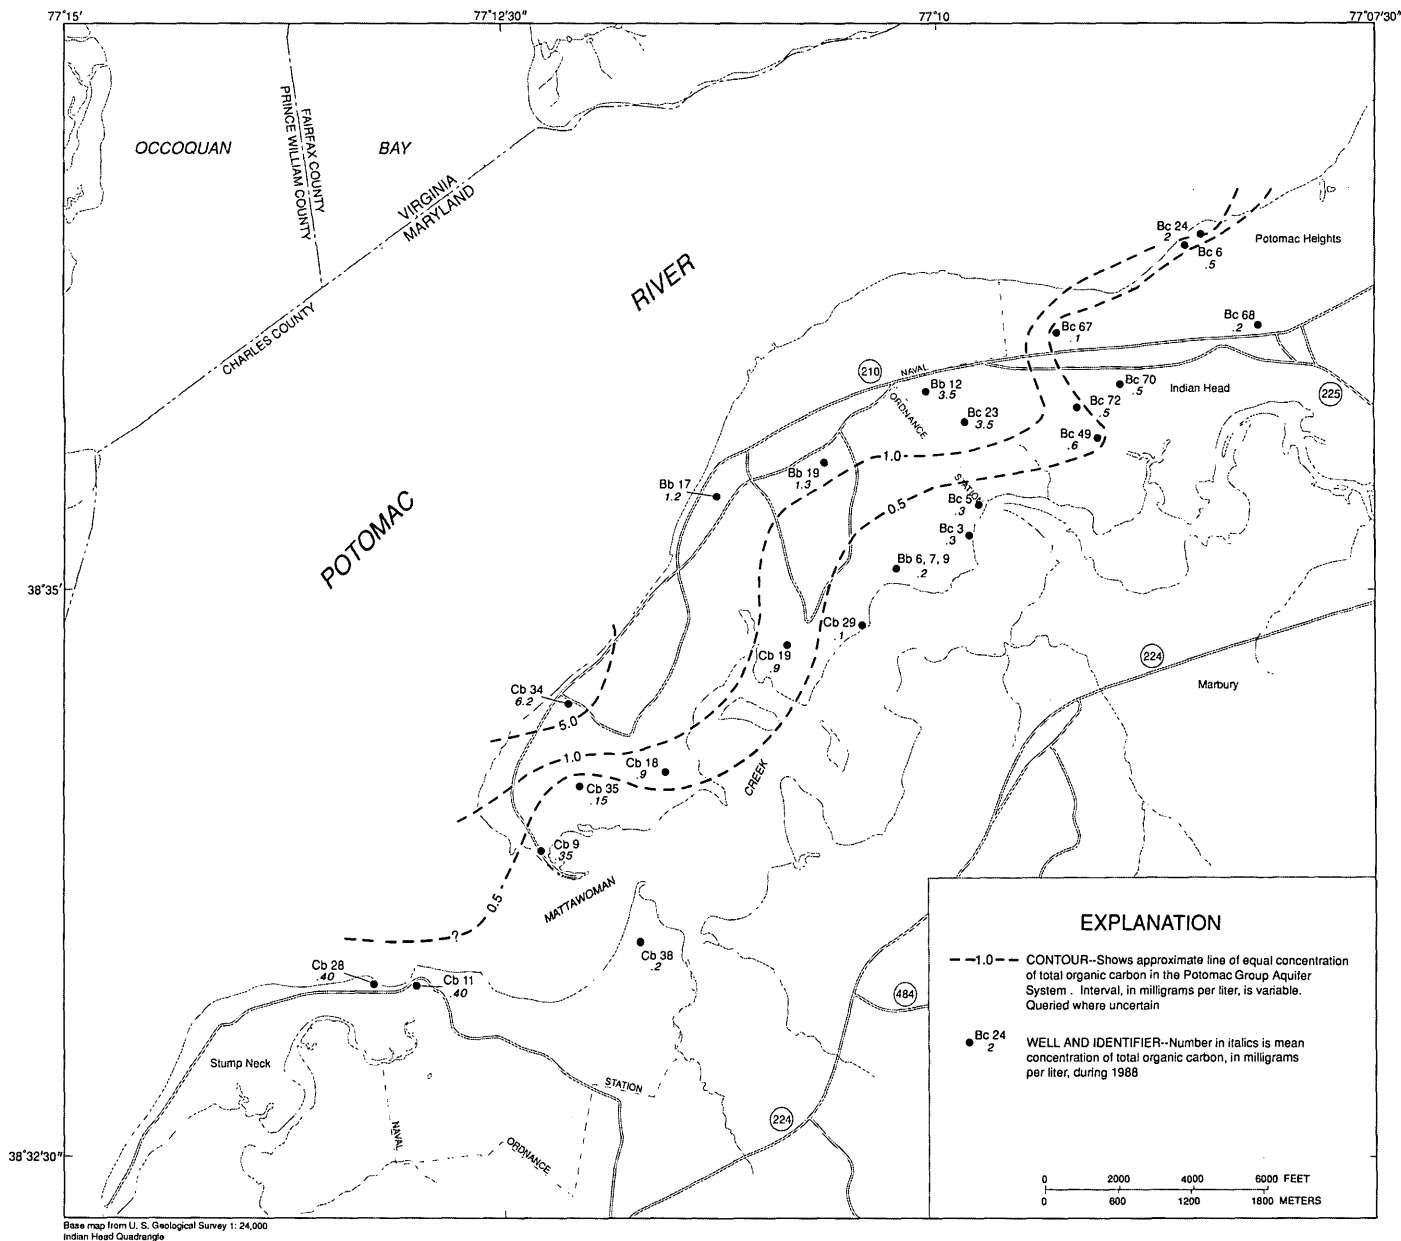 77°15'
77°12'30"
77°10'
77°07'30"
OCCOQUAN
BAY
FAIRFAX COUNTY
PRINCE WILLIAM COUNTY
VIRGINIA
MARYLAND
CHARLES COUNTY
RIVER
POTOMAC
Bc 24
2
Bc 6
.5
Potomac Heights
Bc 68
.2
Bc 67
.1
210
NAVAL
ORDNANCE
STATION
Bb 12
3.5
Bc 70
.5
Indian Head
225
Bc 72
.5
Bc 23
3.5
Bc 49
.6
1.0
Bb 19
1.3
Bb 17
1.2
0.5
Bc 5
.3
Bc 3
.3
Bb 6, 7, 9
.2
38°35'
Cb 29
.1
Cb 19
.9
224
Marbury
Cb 34
6.2
5.0
1.0
Cb 18
.9
Cb 35
.15
CREEK
Cb 9
.35
MATTAWOMAN
0.5
?
Cb 38
.2
Cb 28
.40
Cb 11
.40
484
Stump Neck
STATION
NAVAL
ORDNANCE
224
38°32'30"
EXPLANATION
1.0
CONTOUR--Shows approximate line of equal concentration
of total organic carbon in the Potomac Group Aquifer
System . Interval, in milligrams per liter, is variable.
Queried where uncertain
Bc 24
2
WELL AND IDENTIFIER--Number in italics is mean
concentration of total organic carbon, in milligrams
per liter, during 1988
0 2000 4000 6000 FEET
0 600 1200 1800 METERS
Base map from U. S. Geological Survey 1: 24,000
Indian Head Quadrangle